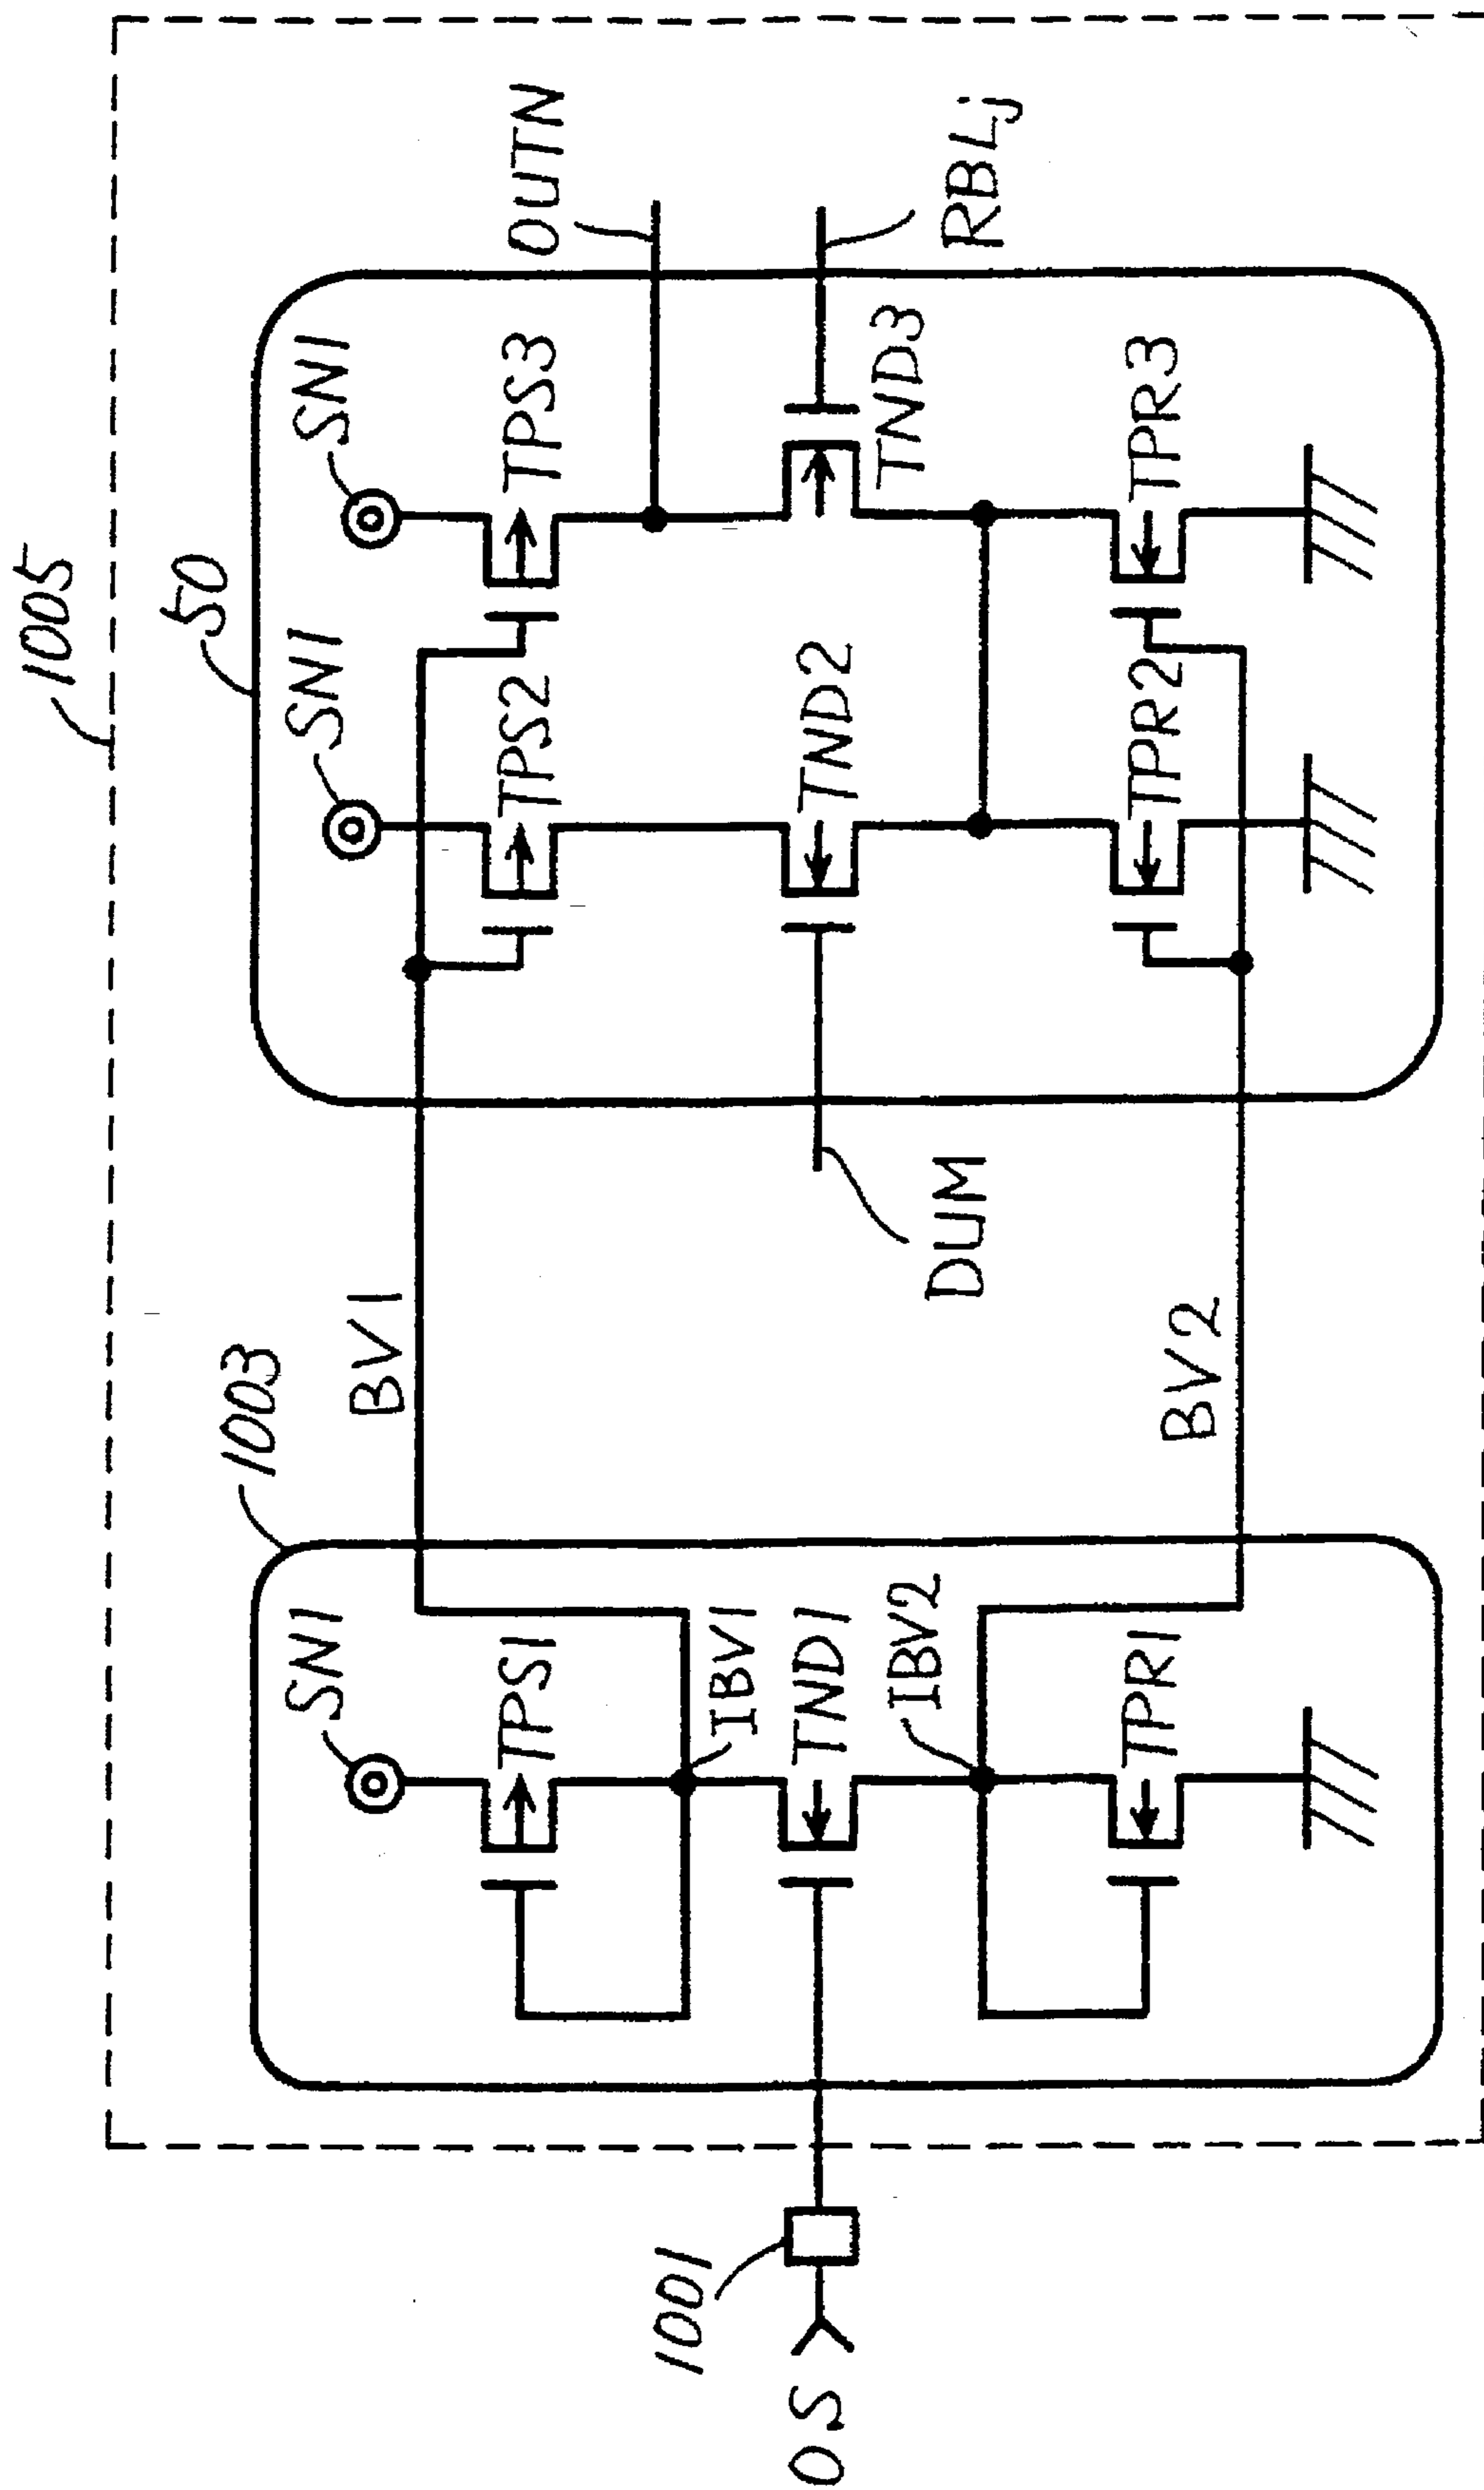 1005
50
1003
SN1
SN1
SN1
TPS1
TPS2
TPS3
OUTN
BV1
IBV1
1001
OS
TND1
TND2
TND3
RBLj
DUM
IBV2
TPR1
TPR2
TPR3
BV2